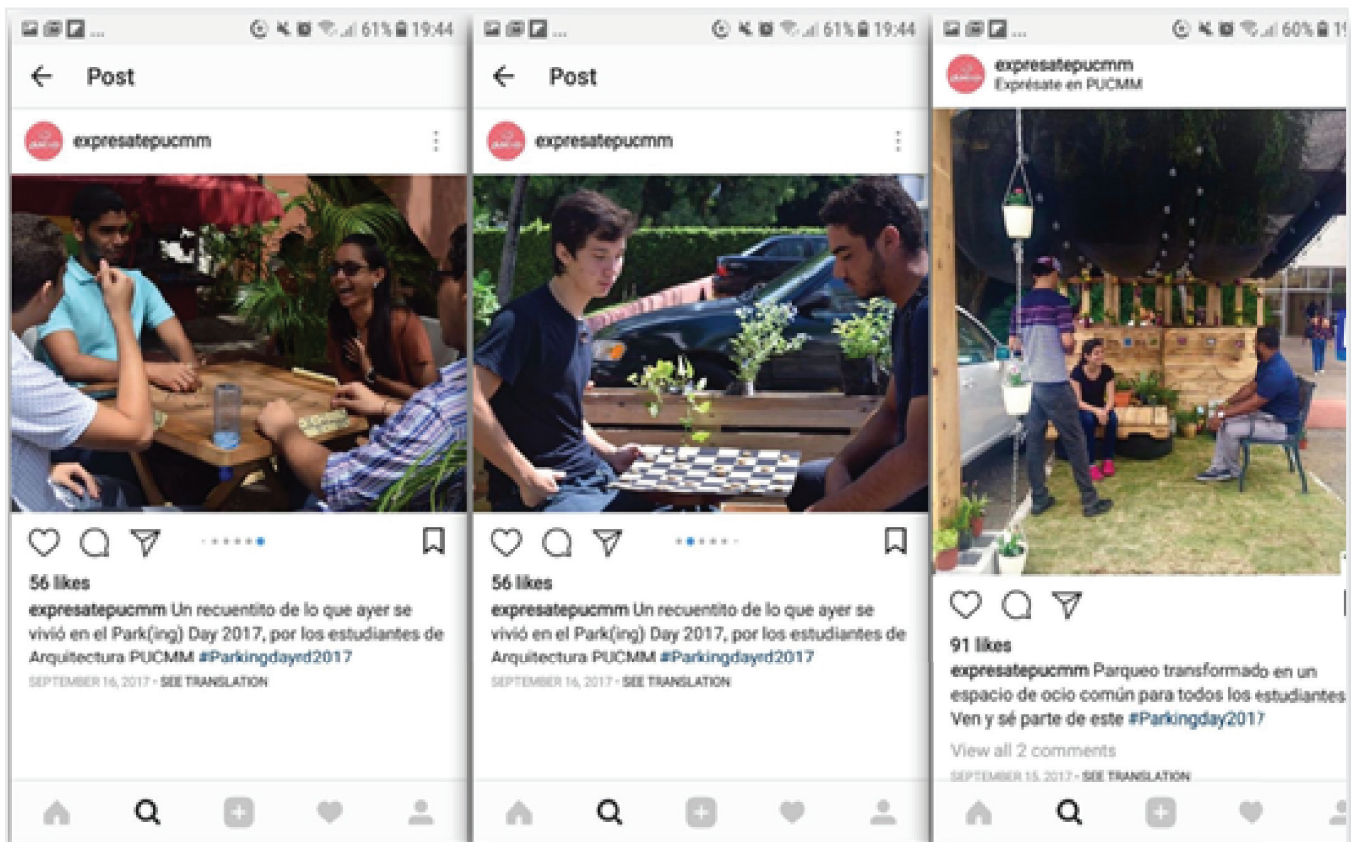 ... 61% 19:44
Post
expresatepucmm
56 likes
expresatepucmm Un recuentito de lo que ayer se
vivió en el Park(ing) Day 2017, por los estudiantes de
Arquitectura PUCMM #Parkingdayrd2017
SEPTEMBER 16, 2017 • SEE TRANSLATION
... 61% 19:44
Post
expresatepucmm
56 likes
expresatepucmm Un recuentito de lo que ayer se
vivió en el Park(ing) Day 2017, por los estudiantes de
Arquitectura PUCMM #Parkingdayrd2017
SEPTEMBER 16, 2017 • SEE TRANSLATION
... 60% 19
expresatepucmm
Exprésate en PUCMM
91 likes
expresatepucmm Parqueo transformado en un
espacio de ocio común para todos los estudiantes
Ven y sé parte de este #Parkingday2017
View all 2 comments
SEPTEMBER 15, 2017 • SEE TRANSLATION